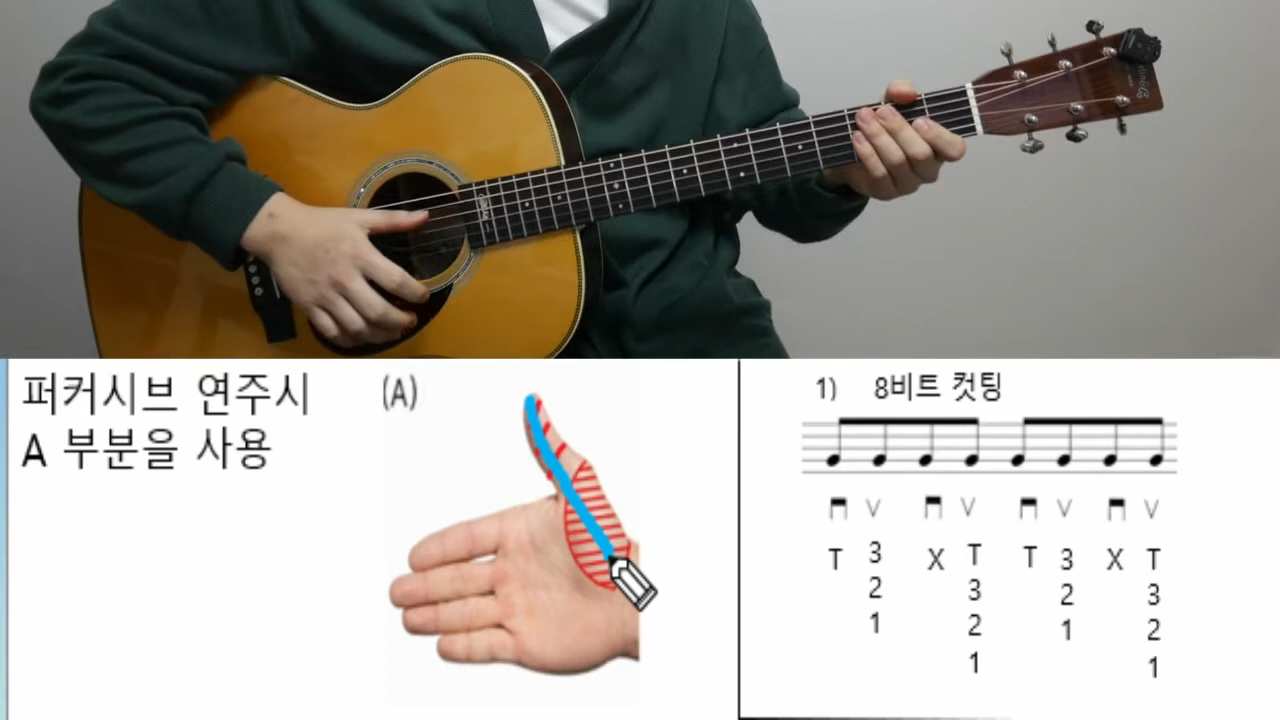 퍼커시브 연주시
A 부분을 사용
(A)
1) 8비트 컷팅
T 3 X T T 3 X T
2 3 2 3
1 2 1 2
1 1